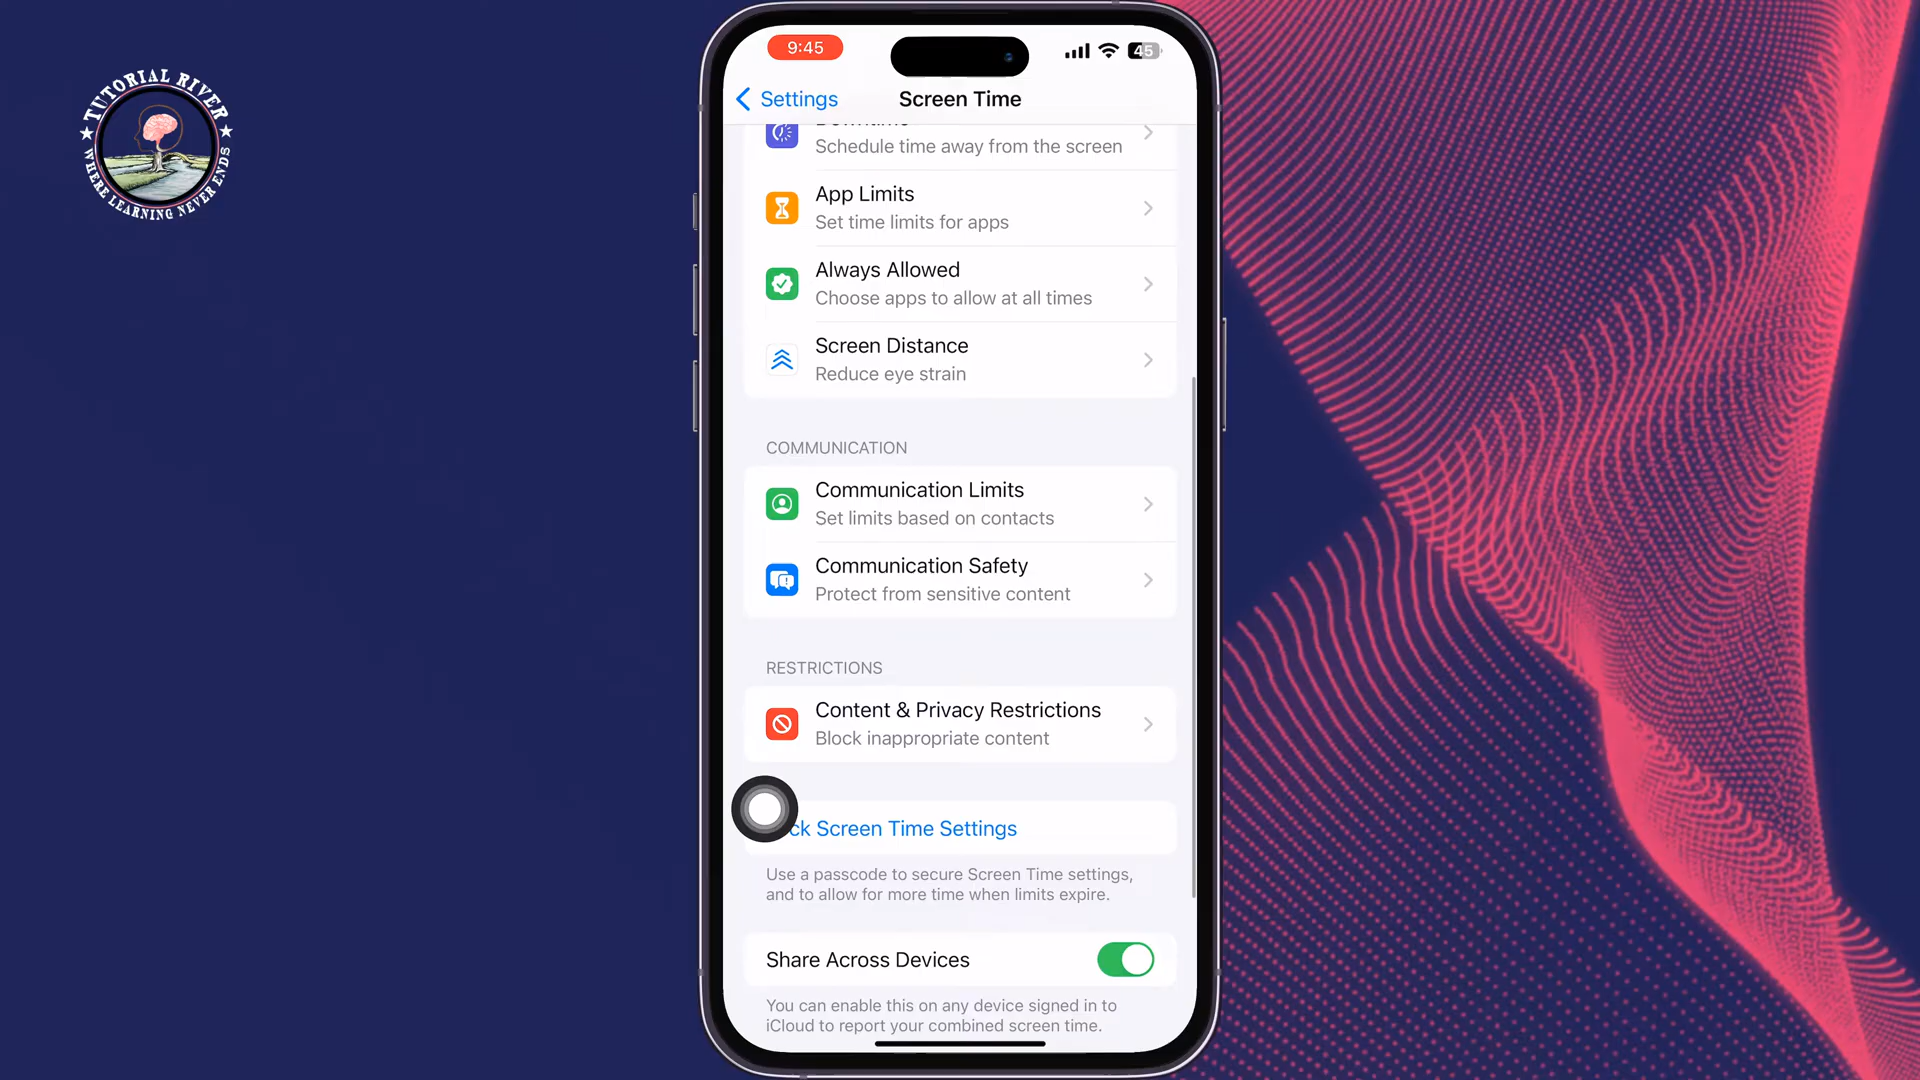 TUTORIAL RIVER
WHERE LEARNING NEVER ENDS
9:45
45
Settings
Screen Time
Downtime
Schedule time away from the screen
App Limits
Set time limits for apps
Always Allowed
Choose apps to allow at all times
Screen Distance
Reduce eye strain
COMMUNICATION
Communication Limits
Set limits based on contacts
Communication Safety
Protect from sensitive content
RESTRICTIONS
Content & Privacy Restrictions
Block inappropriate content
ck Screen Time Settings
Use a passcode to secure Screen Time settings,
and to allow for more time when limits expire.
Share Across Devices
You can enable this on any device signed in to
iCloud to report your combined screen time.